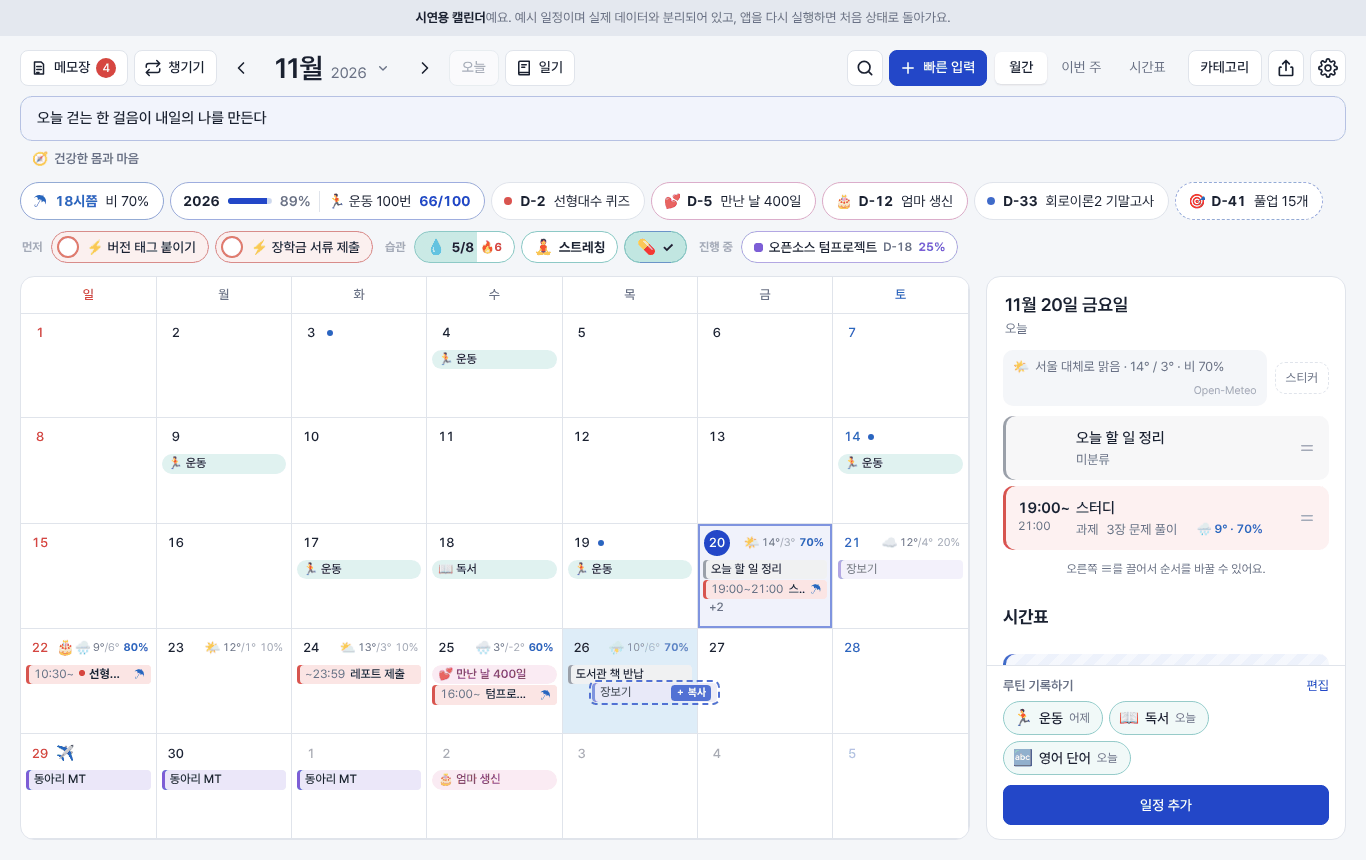 시연용 캘린더예요. 예시 일정이며 실제 데이터와 분리되어 있고, 앱을 다시 실행하면 처음 상태로 돌아가요.
메모장 4 챙기기 11월 2026 오늘 일기 빠른 입력 월간 이번 주 시간표 카테고리
오늘 걷는 한 걸음이 내일의 나를 만든다
건강한 몸과 마음
18시쯤 비 70% 2026 89% 운동 100번 66/100 D-2 선형대수 퀴즈 D-5 만난 날 400일 D-12 엄마 생신 D-33 회로이론2 기말고사 D-41 풀업 15개
먼저 버전 태그 붙이기 장학금 서류 제출 습관 5/8 6 스트레칭 진행 중 오픈소스 텀프로젝트 D-18 25%
일 월 화 수 목 금 토
1 2 3 4 5 6 7
운동
8 9 10 11 12 13 14
운동 운동
15 16 17 18 19 20 14°/3° 70% 21 12°/4° 20%
운동 독서 운동 오늘 할 일 정리 장보기
19:00~21:00 스..
+2
22 9°/6° 80% 23 12°/1° 10% 24 13°/3° 10% 25 3°/-2° 60% 26 10°/6° 70% 27 28
10:30~ 선형... ~23:59 레포트 제출 만난 날 400일 도서관 책 반납
16:00~ 텀프로... 장보기 + 복사
29 30 1 2 3 4 5
동아리 MT 동아리 MT 동아리 MT 엄마 생신
11월 20일 금요일
오늘
서울 대체로 맑음 · 14° / 3° · 비 70%
Open-Meteo
스티커
오늘 할 일 정리
미분류
19:00~ 스터디
21:00 과제 3장 문제 풀이 9° · 70%
오른쪽 ≡를 끌어서 순서를 바꿀 수 있어요.
시간표
루틴 기록하기 편집
운동 어제 독서 오늘
abc 영어 단어 오늘
일정 추가